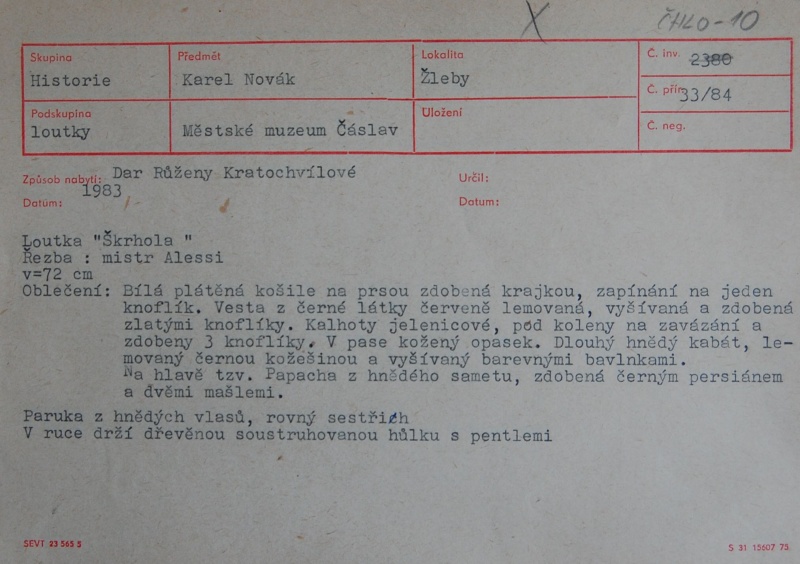 X
ČHLO-10
Skupina Předmět Lokalita Č. inv. 2380
Historie Karel Novák Žleby
Č. přír. 33/84
Podskupina Uložení
loutky Městské muzeum Čáslav Č. neg.
Způsob nabytí: Dar Růženy Kratochvílové Určil:
1983
Datum: Datum:
Loutka "Škrhola "
Řezba : mistr Alessi
v=72 cm
Oblečení: Bílá plátěná košile na prsou zdobená krajkou, zapínání na jeden
knoflík. Vesta z černé látky červeně lemovaná, vyšívaná a zdobená
zlatými knoflíky. Kalhoty jelenicové, pod koleny na zavázání a
zdobeny 3 knoflíky. V pase kožený opasek. Dlouhý hnědý kabát, le-
movaný černou kožešinou a vyšívaný barevnými bavlnkami.
Na hlavě tzv. Papacha z hnědého sametu, zdobená černým persiánem
a dvěmi mašlemi.
Paruka z hnědých vlasů, rovný sestřih
V ruce drží dřevěnou soustruhovanou hůlku s pentlemi
SEVT 23 565 5
S 31 15607 75